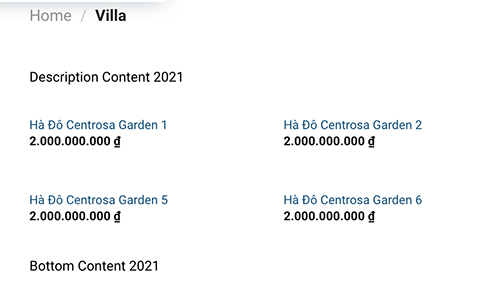 Home / Villa
Description Content 2021
Hà Đô Centrosa Garden 1
2.000.000.000 ₫
Hà Đô Centrosa Garden 2
2.000.000.000 ₫
Hà Đô Centrosa Garden 5
2.000.000.000 ₫
Hà Đô Centrosa Garden 6
2.000.000.000 ₫
Bottom Content 2021